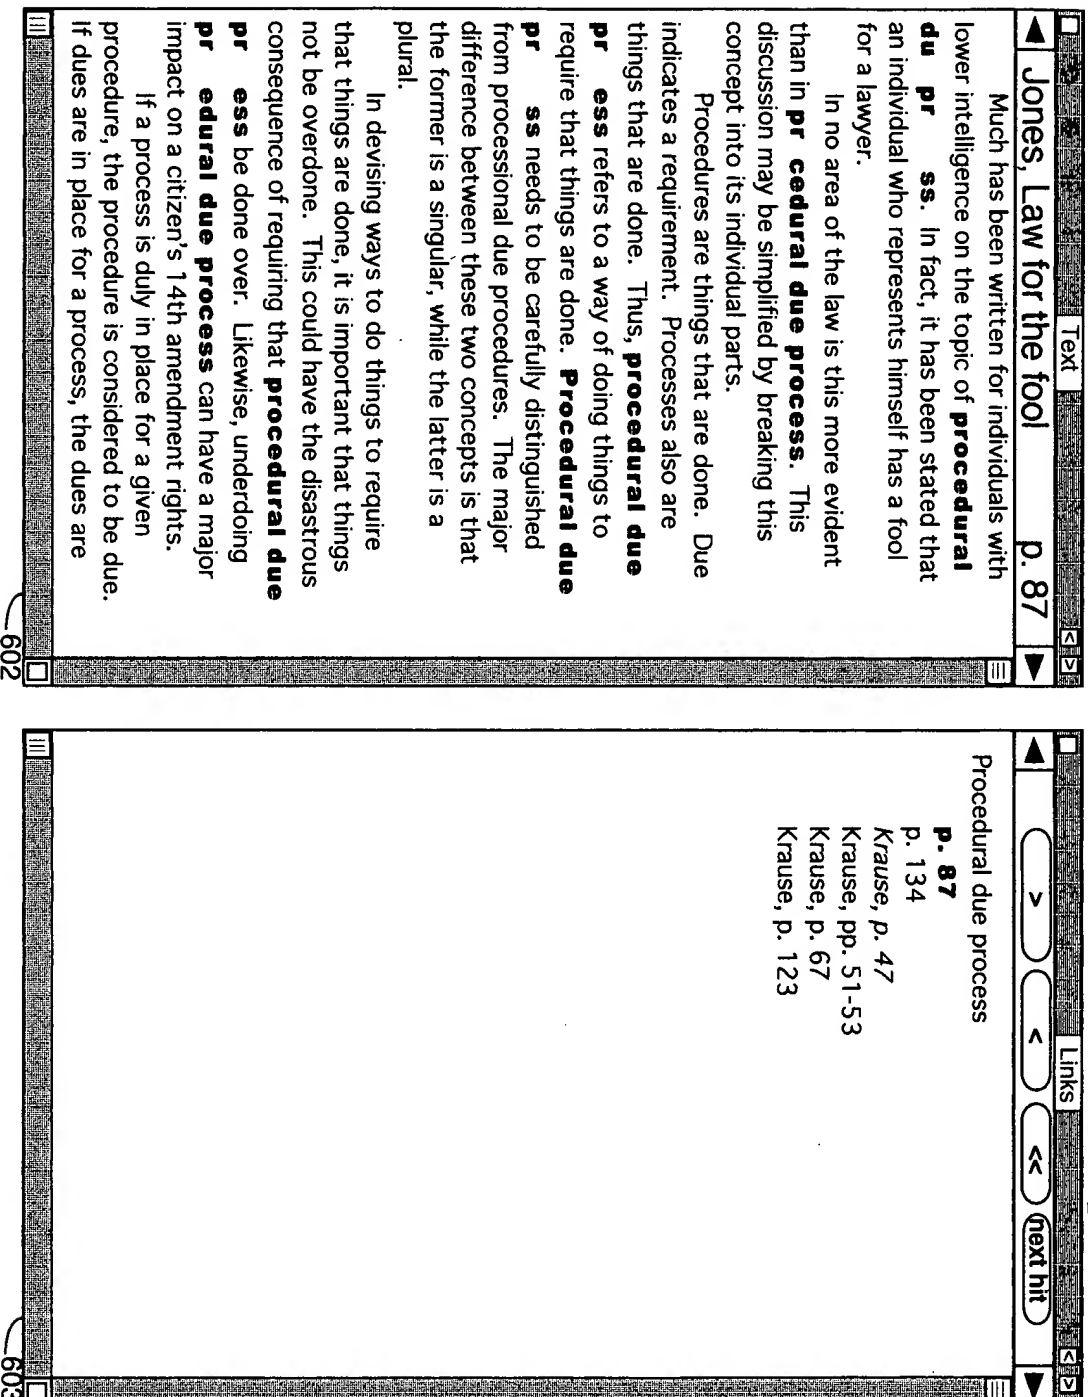 Text
< >
Jones, Law for the fool p. 87
Much has been written for individuals with
lower intelligence on the topic of procedural
du pr ss. In fact, it has been stated that
an individual who represents himself has a fool
for a lawyer.
In no area of the law is this more evident
than in pr cedural due process. This
discussion may be simplified by breaking this
concept into its individual parts.
Procedures are things that are done. Due
indicates a requirement. Processes also are
things that are done. Thus, procedural due
pr ess refers to a way of doing things to
require that things are done. Procedural due
pr ss needs to be carefully distinguished
from processional due procedures. The major
difference between these two concepts is that
the former is a singular, while the latter is a
plural.
In devising ways to do things to require
that things are done, it is important that things
not be overdone. This could have the disastrous
consequence of requiring that procedural due
pr ess be done over. Likewise, underdoing
pr edural due process can have a major
impact on a citizen's 14th amendment rights.
If a process is duly in place for a given
procedure, the procedure is considered to be due.
If dues are in place for a process, the dues are
602
Links
< >
> < << next hit
Procedural due process
p. 87
p. 134
Krause, p. 47
Krause, pp. 51-53
Krause, p. 67
Krause, p. 123
603